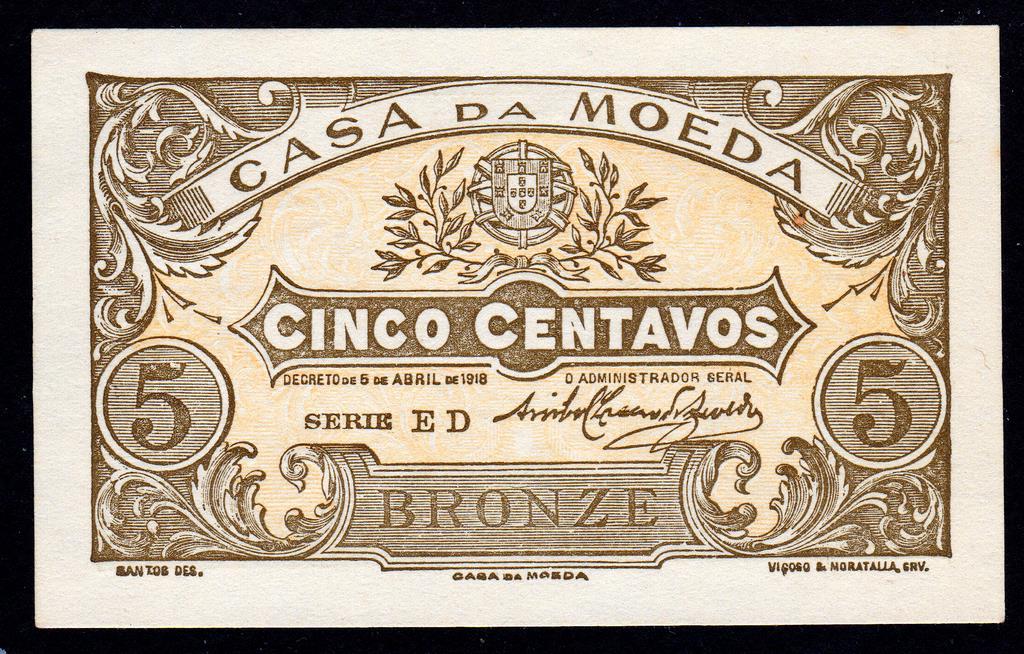 CASA DA MOEDA
CINCO CENTAVOS
DECRETO DE 5 DE ABRIL DE 1918 O ADMINISTRADOR GERAL
5 5
SERIE E D
BRONZE
SANTOS DES. CASA DA MOEDA VIÇOSO & MORATALLA, GRV.